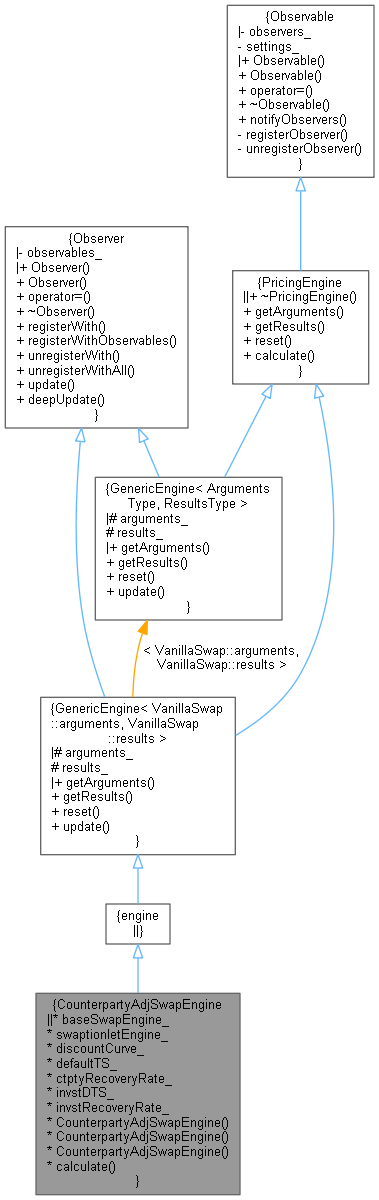 {Observable
|- observers_
- settings_
|+ Observable()
+ Observable()
+ operator=()
+ ~Observable()
+ notifyObservers()
- registerObserver()
- unregisterObserver()
}
{Observer
|- observables_
|+ Observer()
+ Observer()
+ operator=()
+ ~Observer()
+ registerWith()
+ registerWithObservables()
+ unregisterWith()
+ unregisterWithAll()
+ update()
+ deepUpdate()
}
{PricingEngine
||+ ~PricingEngine()
+ getArguments()
+ getResults()
+ reset()
+ calculate()
}
{GenericEngine< Arguments
Type, ResultsType >
|# arguments_
# results_
|+ getArguments()
+ getResults()
+ reset()
+ update()
}
< VanillaSwap::arguments,
VanillaSwap::results >
{GenericEngine< VanillaSwap
::arguments, VanillaSwap
::results >
|# arguments_
# results_
|+ getArguments()
+ getResults()
+ reset()
+ update()
}
{engine
||}
{CounterpartyAdjSwapEngine
||* baseSwapEngine_
* swaptionletEngine_
* discountCurve_
* defaultTS_
* ctptyRecoveryRate_
* invstDTS_
* invstRecoveryRate_
* CounterpartyAdjSwapEngine()
* CounterpartyAdjSwapEngine()
* CounterpartyAdjSwapEngine()
* calculate()
}